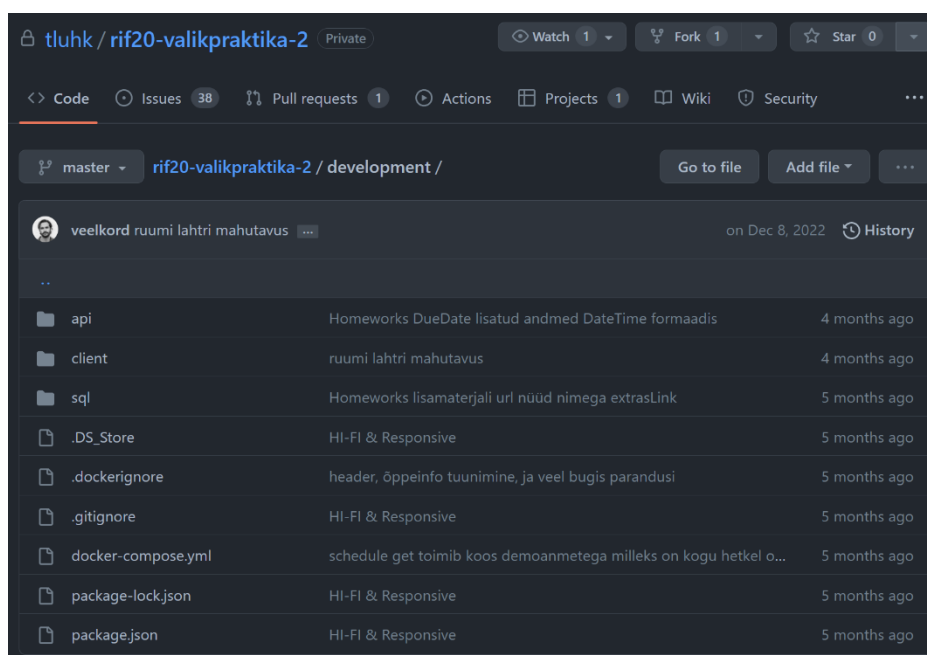 tluhk / rif20-valikpraktika-2 Private Watch 1 Fork 1 Star 0
<> Code Issues 38 Pull requests 1 Actions Projects 1 Wiki Security ...
master rif20-valikpraktika-2 / development / Go to file Add file ...
veelkord ruumi lahtri mahutavus ... on Dec 8, 2022 History
..
api Homeworks DueDate lisatud andmed DateTime formaadis 4 months ago
client ruumi lahtri mahutavus 4 months ago
sql Homeworks lisamaterjali url nüüd nimega extrasLink 5 months ago
.DS_Store HI-FI & Responsive 5 months ago
.dockerignore header, õppeinfo tuunimine, ja veel bugis parandusi 5 months ago
.gitignore HI-FI & Responsive 5 months ago
docker-compose.yml schedule get toimib koos demoanmetega milleks on kogu hetkel o... 5 months ago
package-lock.json HI-FI & Responsive 5 months ago
package.json HI-FI & Responsive 5 months ago